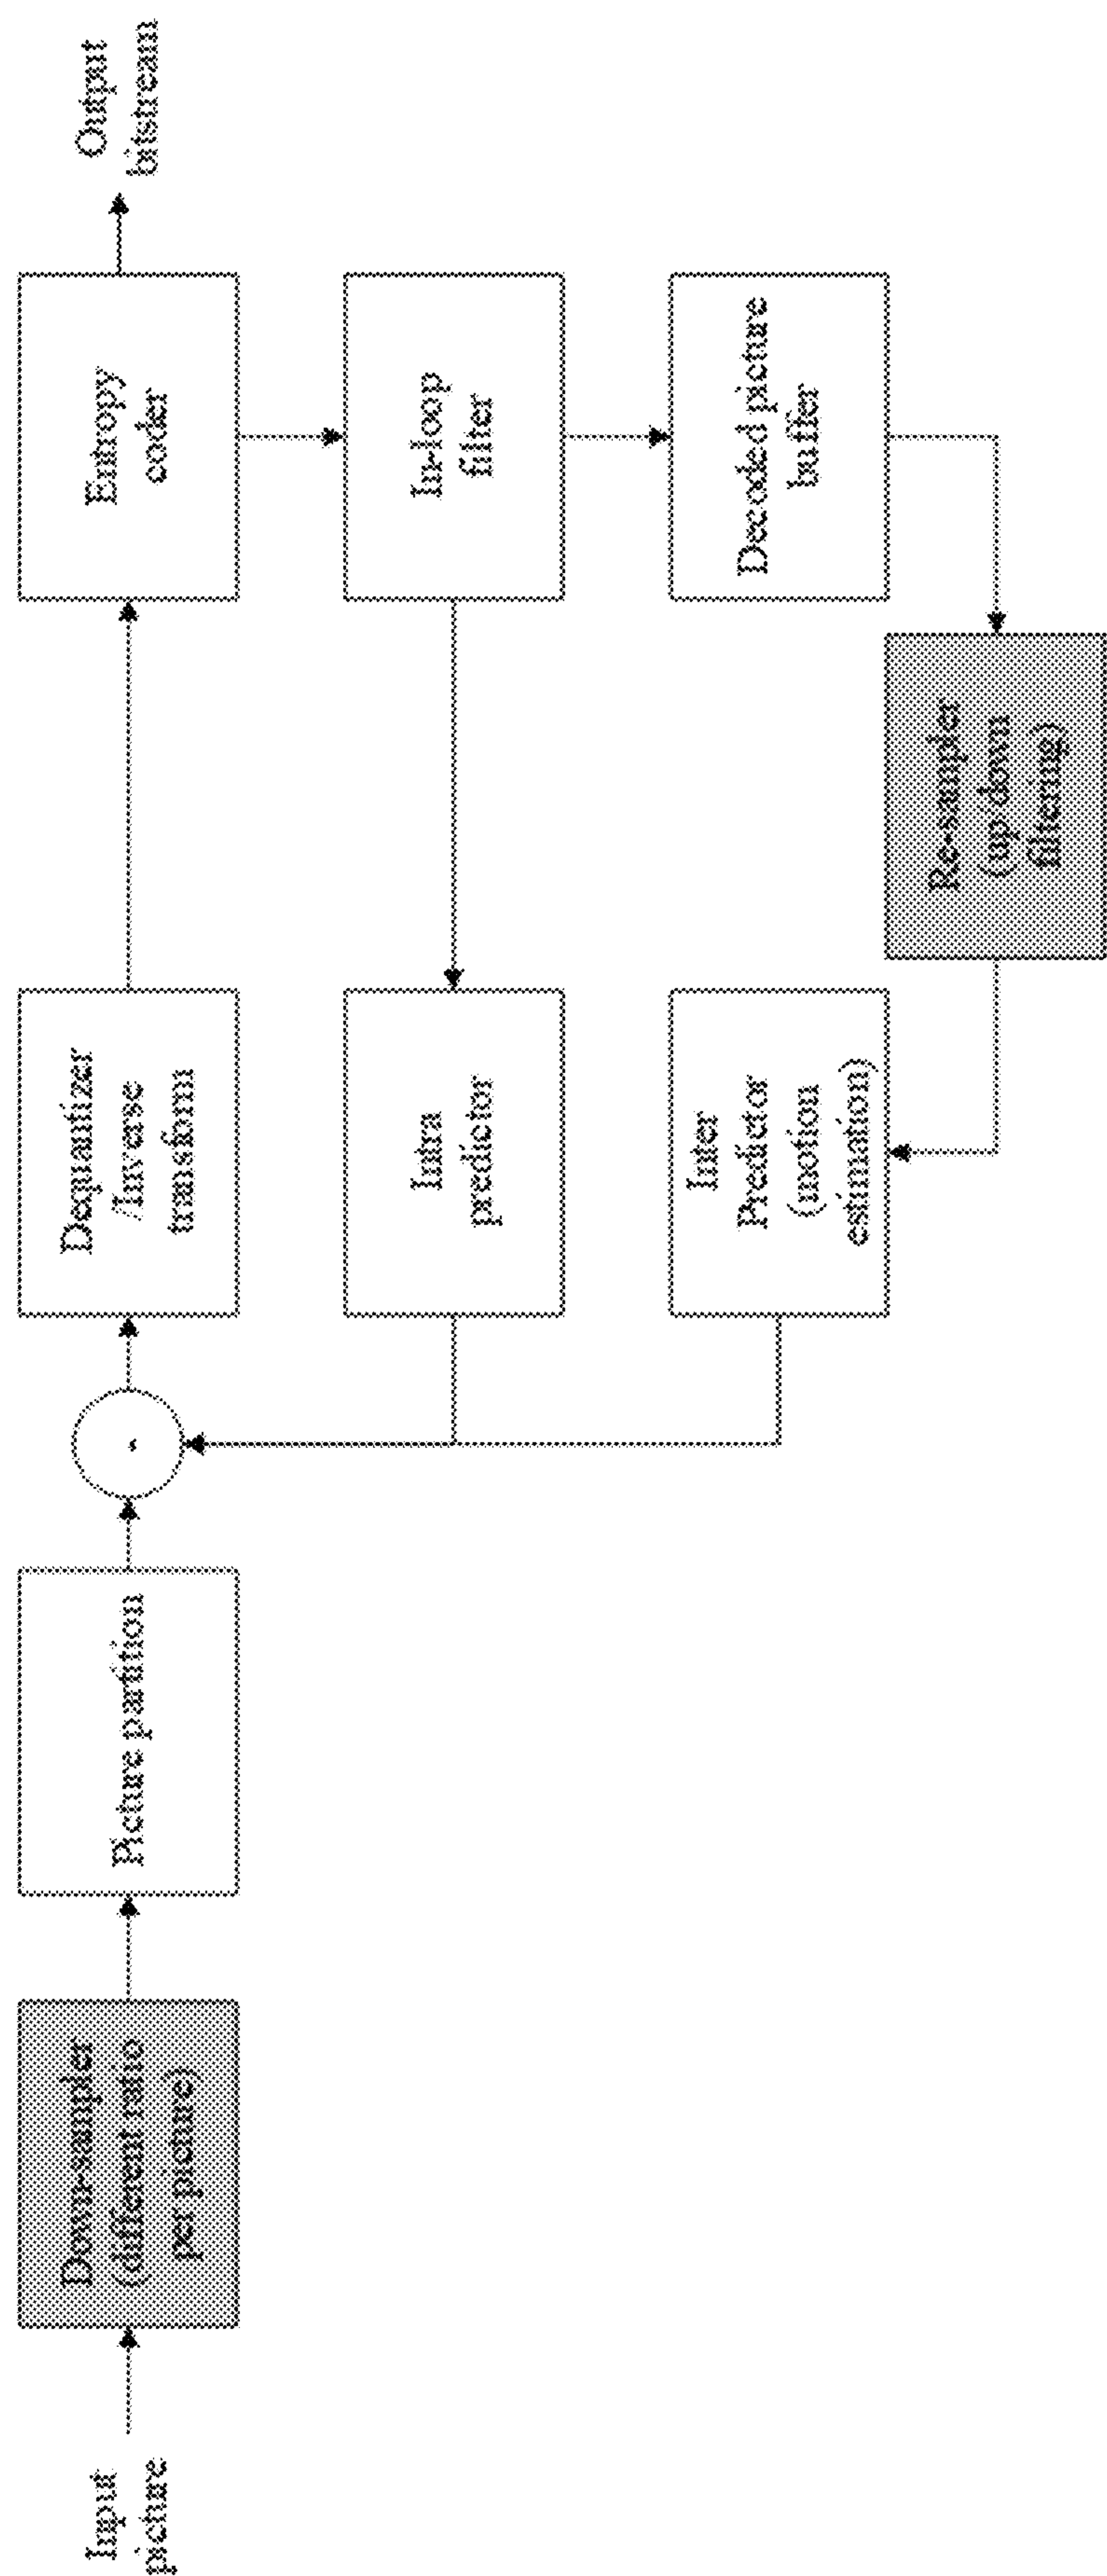 Input
picture
Down-sampler
(different ratio
per picture)
Picture partition
-
Dequantizer
/Inverse
transform
Entropy
coder
Output
bitstream
Intra
predictor
In-loop
filter
Inter
Predictor
(motion
estimation)
Decoded picture
buffer
Re-sampler
(up down
filtering)